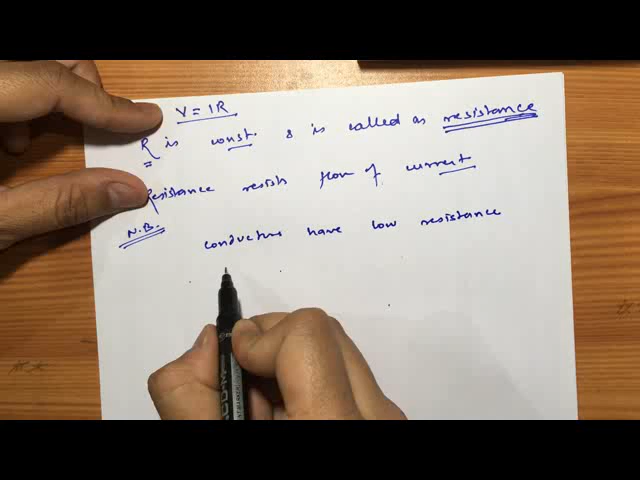 V = IR
R is const. & is called as resistance
Resistance resists flow of current
N.B.
conductors have low resistance